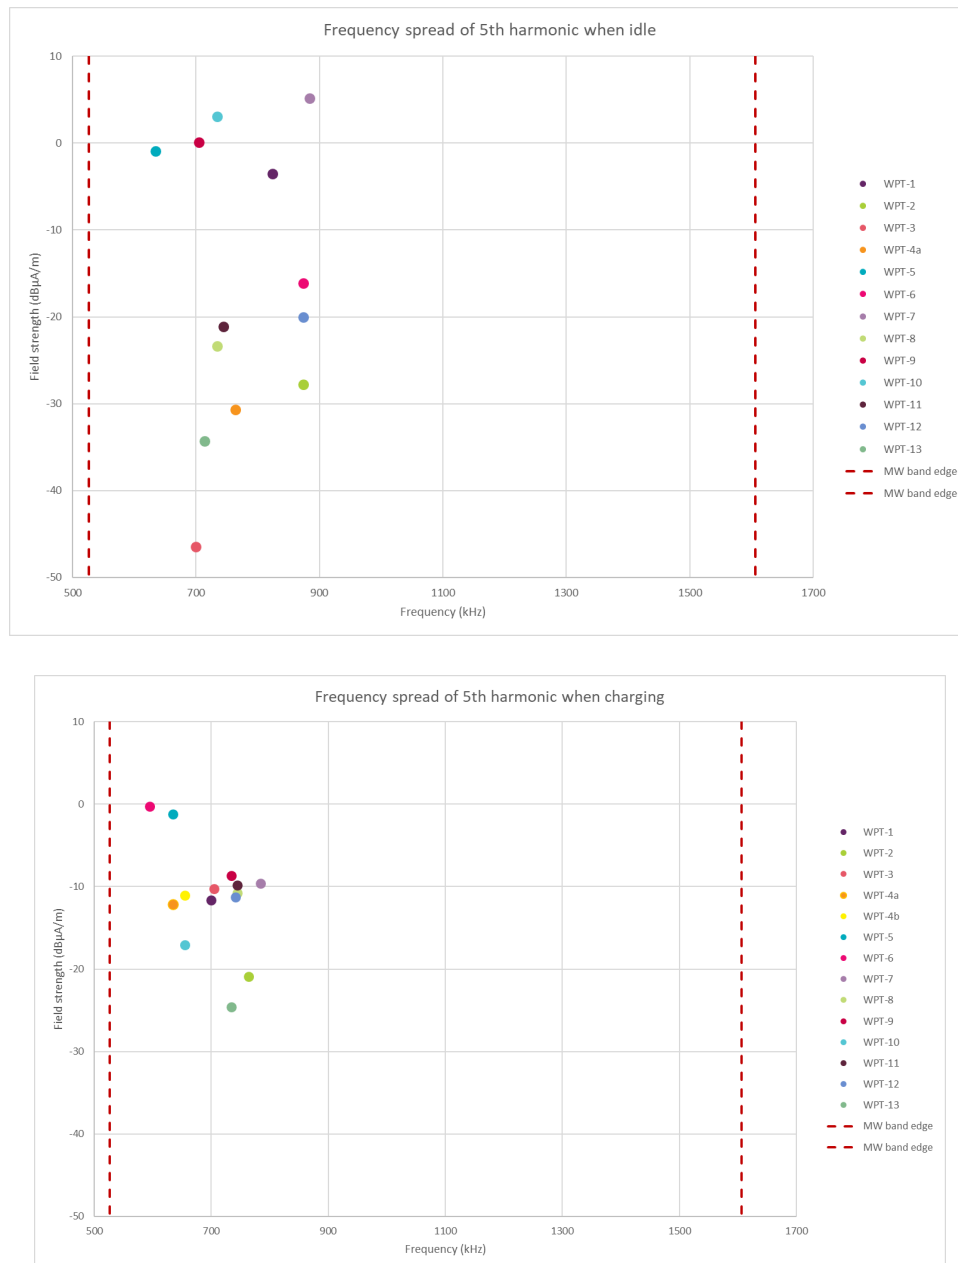 Frequency spread of 5th harmonic when idle
10
0
-10
-20
-30
-40
-50
Field strength (dBµA/m)
500
700
900
1100
1300
1500
1700
Frequency (kHz)
WPT-1
WPT-2
WPT-3
WPT-4a
WPT-5
WPT-6
WPT-7
WPT-8
WPT-9
WPT-10
WPT-11
WPT-12
WPT-13
MW band edge
MW band edge
Frequency spread of 5th harmonic when charging
10
0
-10
-20
-30
-40
-50
Field strength (dBµA/m)
500
700
900
1100
1300
1500
1700
Frequency (kHz)
WPT-1
WPT-2
WPT-3
WPT-4a
WPT-4b
WPT-5
WPT-6
WPT-7
WPT-8
WPT-9
WPT-10
WPT-11
WPT-12
WPT-13
MW band edge
MW band edge